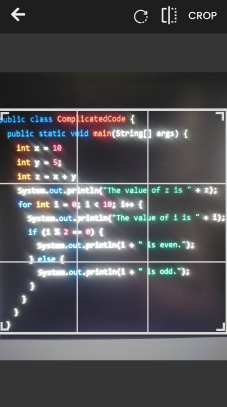 CROP
public class ComplicatedCode {
public static void main(String[] args) {
int x = 10
int y = 5;
int z = x + y
System.out.println("The value of z is " + z);
for int i = 0; i < 10; i++ {
System.out.println("The value of i is " + i);
if (i % 2 == 0) {
System.out.println(i + " is even.");
} else {
System.out.println(i + " is odd.");
}
}
}
}